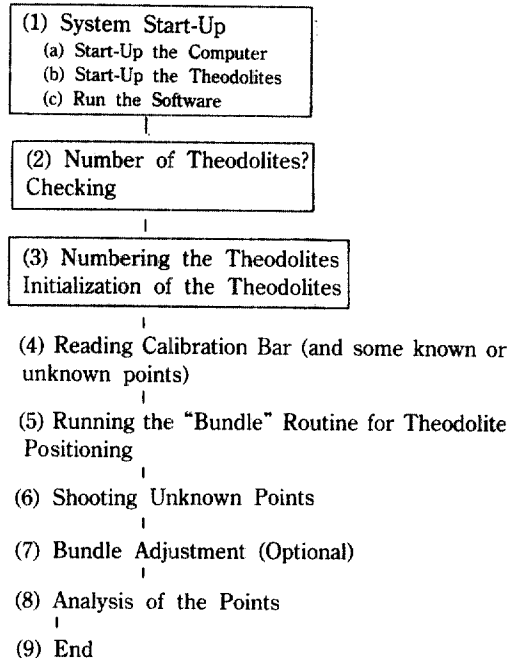 (1) System Start-Up
(a) Start-Up the Computer
(b) Start-Up the Theodolites
(c) Run the Software
(2) Number of Theodolites?
Checking
(3) Numbering the Theodolites
Initialization of the Theodolites
(4) Reading Calibration Bar (and some known or
unknown points)
(5) Running the “Bundle” Routine for Theodolite
Positioning
(6) Shooting Unknown Points
(7) Bundle Adjustment (Optional)
(8) Analysis of the Points
(9) End